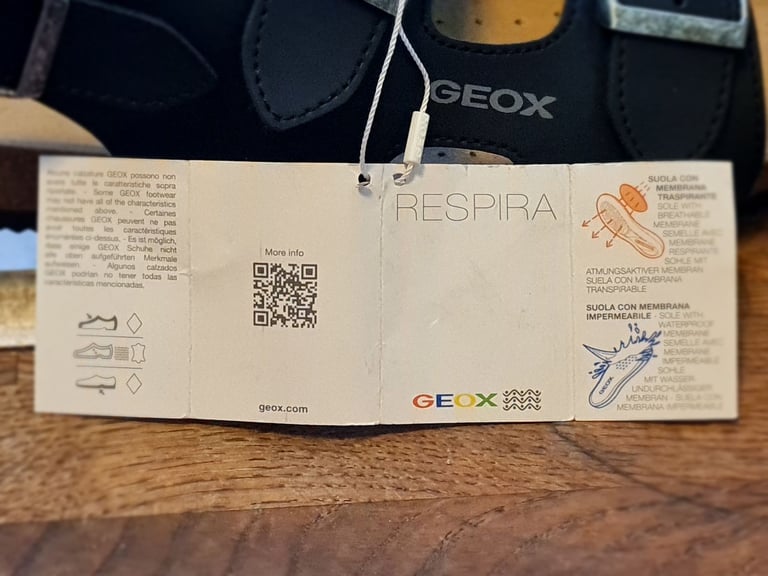 GEOX
Alcune calzature GEOX possono non
avere tutte le caratteristiche sopra
riportate. - Some GEOX footwear
may not have all of the characteristics
mentioned above. - Certaines
chaussures GEOX peuvent ne pas
avoir toutes les caractéristiques
énumérées ci-dessus. - Es ist möglich,
dass einige GEOX Schuhe nicht
alle oben aufgeführten Merkmale
aufweisen. - Algunos calzados
GEOX podrían no tener todas las
características mencionadas.
More info
geox.com
RESPIRA
GEOX
SUOLA CON
MEMBRANA
TRASPIRANTE
SOLE WITH
BREATHABLE
MEMBRANE
SEMELLE AVEC
MEMBRANE
RESPIRANTE
SOHLE MIT
ATMUNGSAKTIVER MEMBRAN
SUELA CON MEMBRANA
TRANSPIRABLE
SUOLA CON MEMBRANA
IMPERMEABILE - SOLE WITH
WATERPROOF
MEMBRANE
SEMELLE AVEC
MEMBRANE
IMPERMÉABLE
SOHLE
MIT WASSER-
UNDURCHLÄSSIGER
MEMBRAN - SUELA CON
MEMBRANA IMPERMEABLE
GEOX